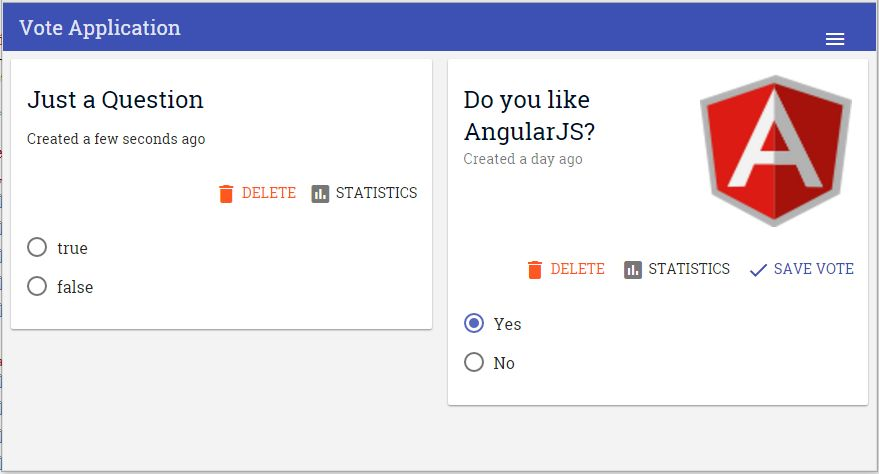 Vote Application
Just a Question
Created a few seconds ago
DELETE STATISTICS
true
false
Do you like
AngularJS?
Created a day ago
A
DELETE STATISTICS SAVE VOTE
Yes
No